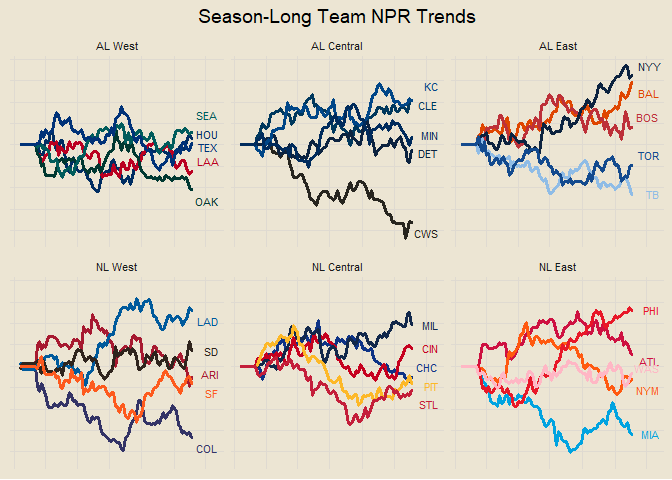 Season-Long Team NPR Trends
AL West
AL Central
AL East
SEA
HOU
TEX
LAA
OAK
KC
CLE
MIN
DET
CWS
NYY
BAL
BOS
TOR
TB
NL West
NL Central
NL East
LAD
SD
ARI
SF
COL
MIL
CIN
CHC
PIT
STL
PHI
ATL
WAS
NYM
MIA